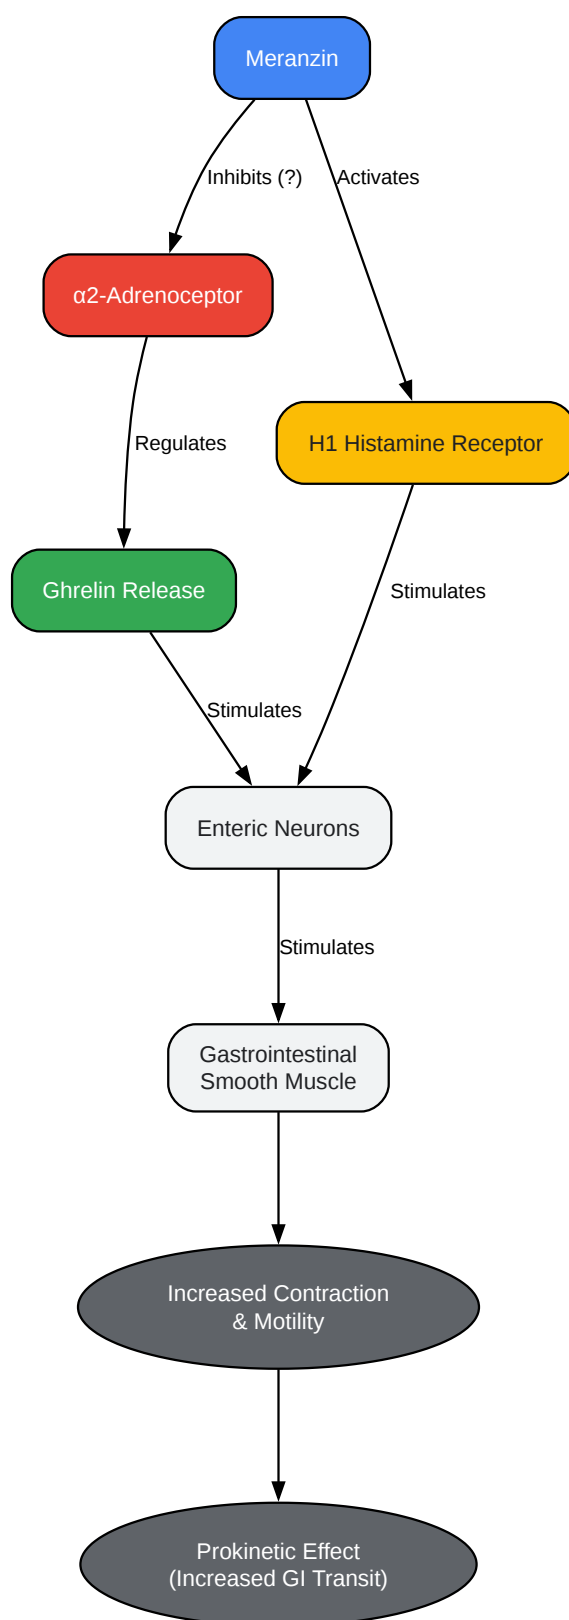 Meranzin
Inhibits (?)
Activates
α2-Adrenoceptor
Regulates
H1 Histamine Receptor
Ghrelin Release
Stimulates
Stimulates
Enteric Neurons
Stimulates
Gastrointestinal
Smooth Muscle
Increased Contraction
& Motility
Prokinetic Effect
(Increased GI Transit)